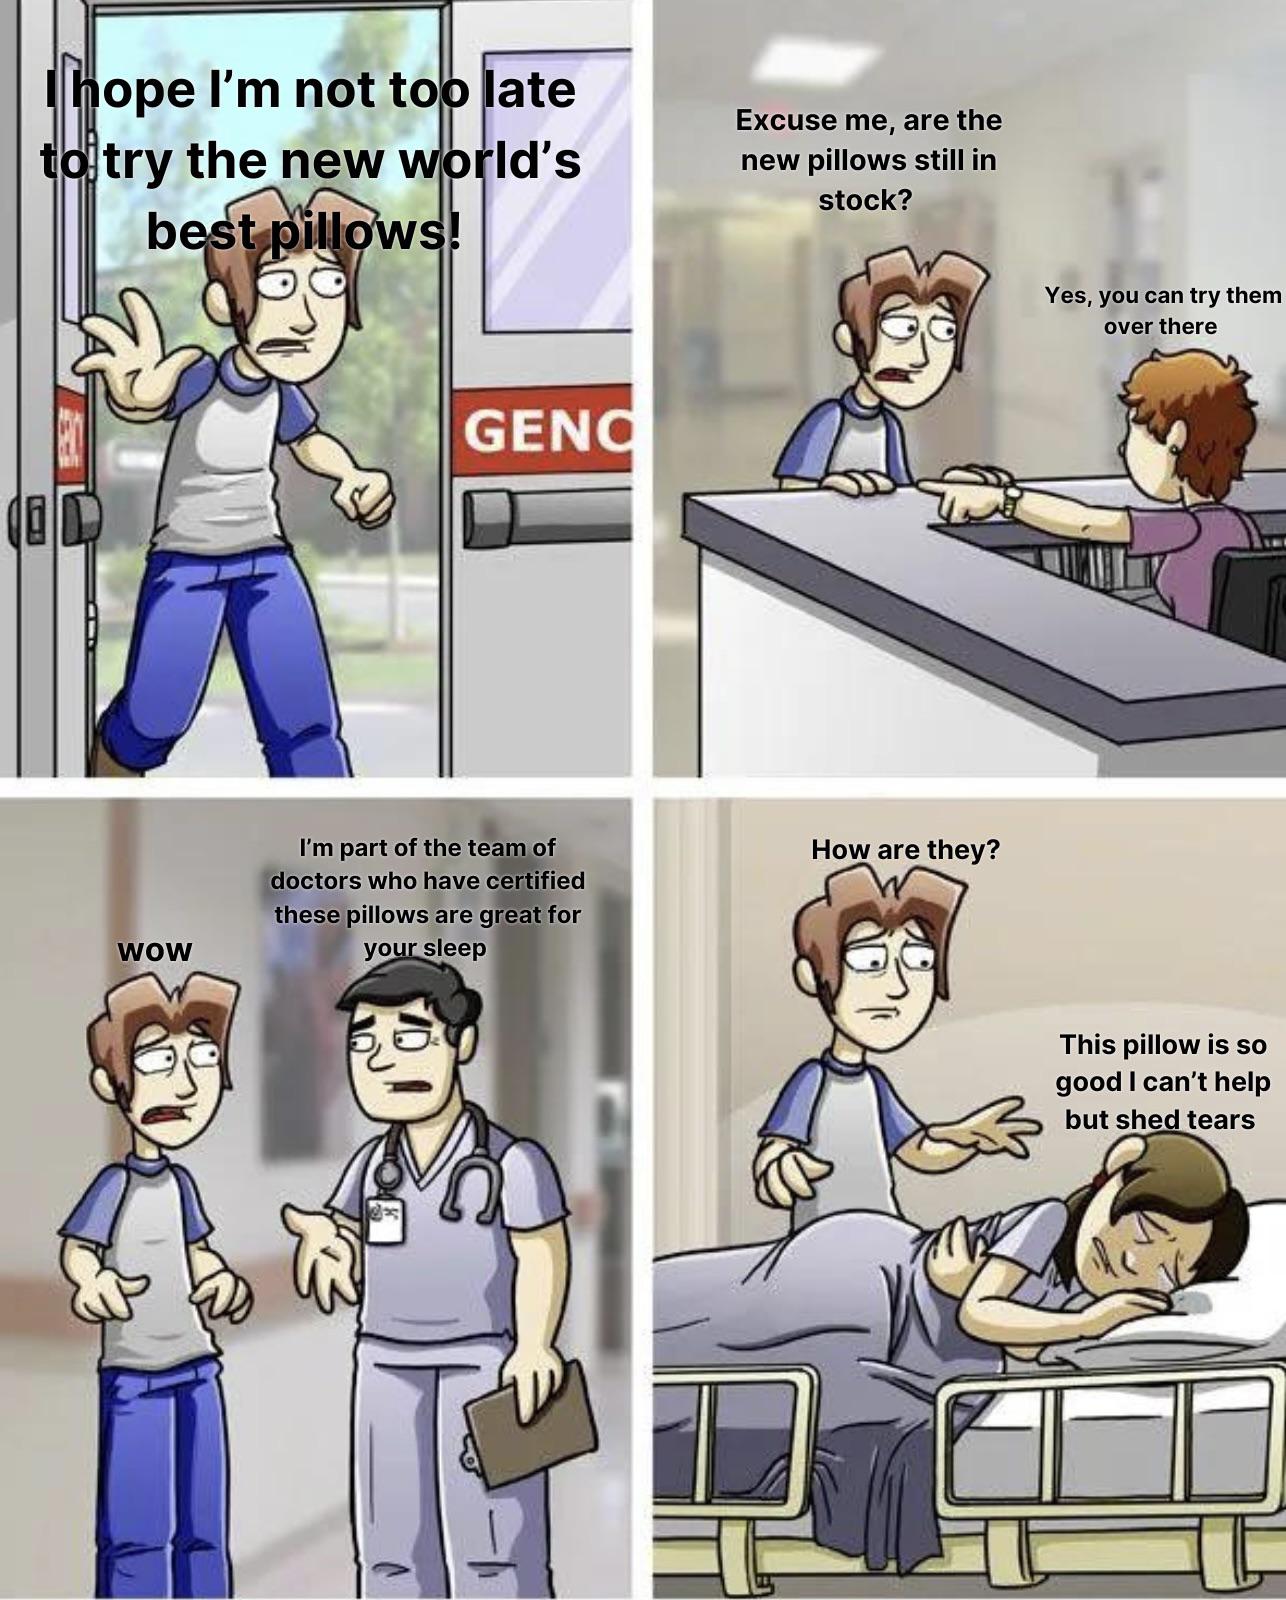 I hope I'm not too late
to try the new world's
best pillows!
GENC
GENCY
Excuse me, are the
new pillows still in
stock?
Yes, you can try them
over there
wow
I'm part of the team of
doctors who have certified
these pillows are great for
your sleep
How are they?
This pillow is so
good I can't help
but shed tears